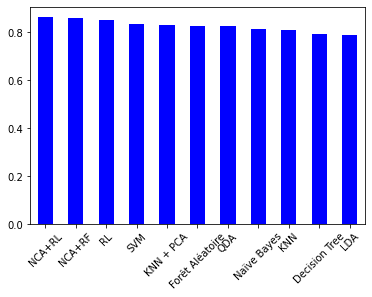 0.8
0.6
0.4
0.2
0.0
NCA+RL
NCA+RF
RL
SVM
KNN + PCA
Forêt Aléatoire
QDA
Naïve Bayes
KNN
Decision Tree
LDA